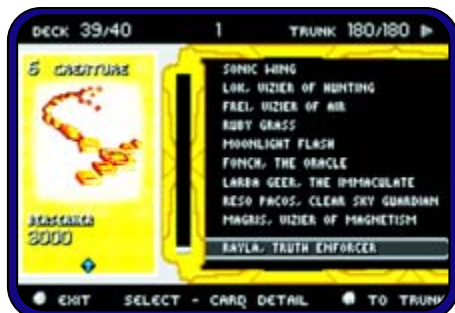 DECK 39/40 1 TRUNK 180/180
5 CREATURE
BERSERKER
3000
SONIC WING
LOK, VIZIER OF HUNTING
FREI, VIZIER OF AIR
RUBY GRASS
MOONLIGHT FLASH
FONCH, THE ORACLE
LARBA GEER, THE IMMACULATE
RESO PACOS, CLEAR SKY GUARDIAN
MAGRIS, VIZIER OF MAGNETISM
RAYLA, TRUTH ENFORCER
EXIT SELECT - CARD DETAIL TO TRUNK